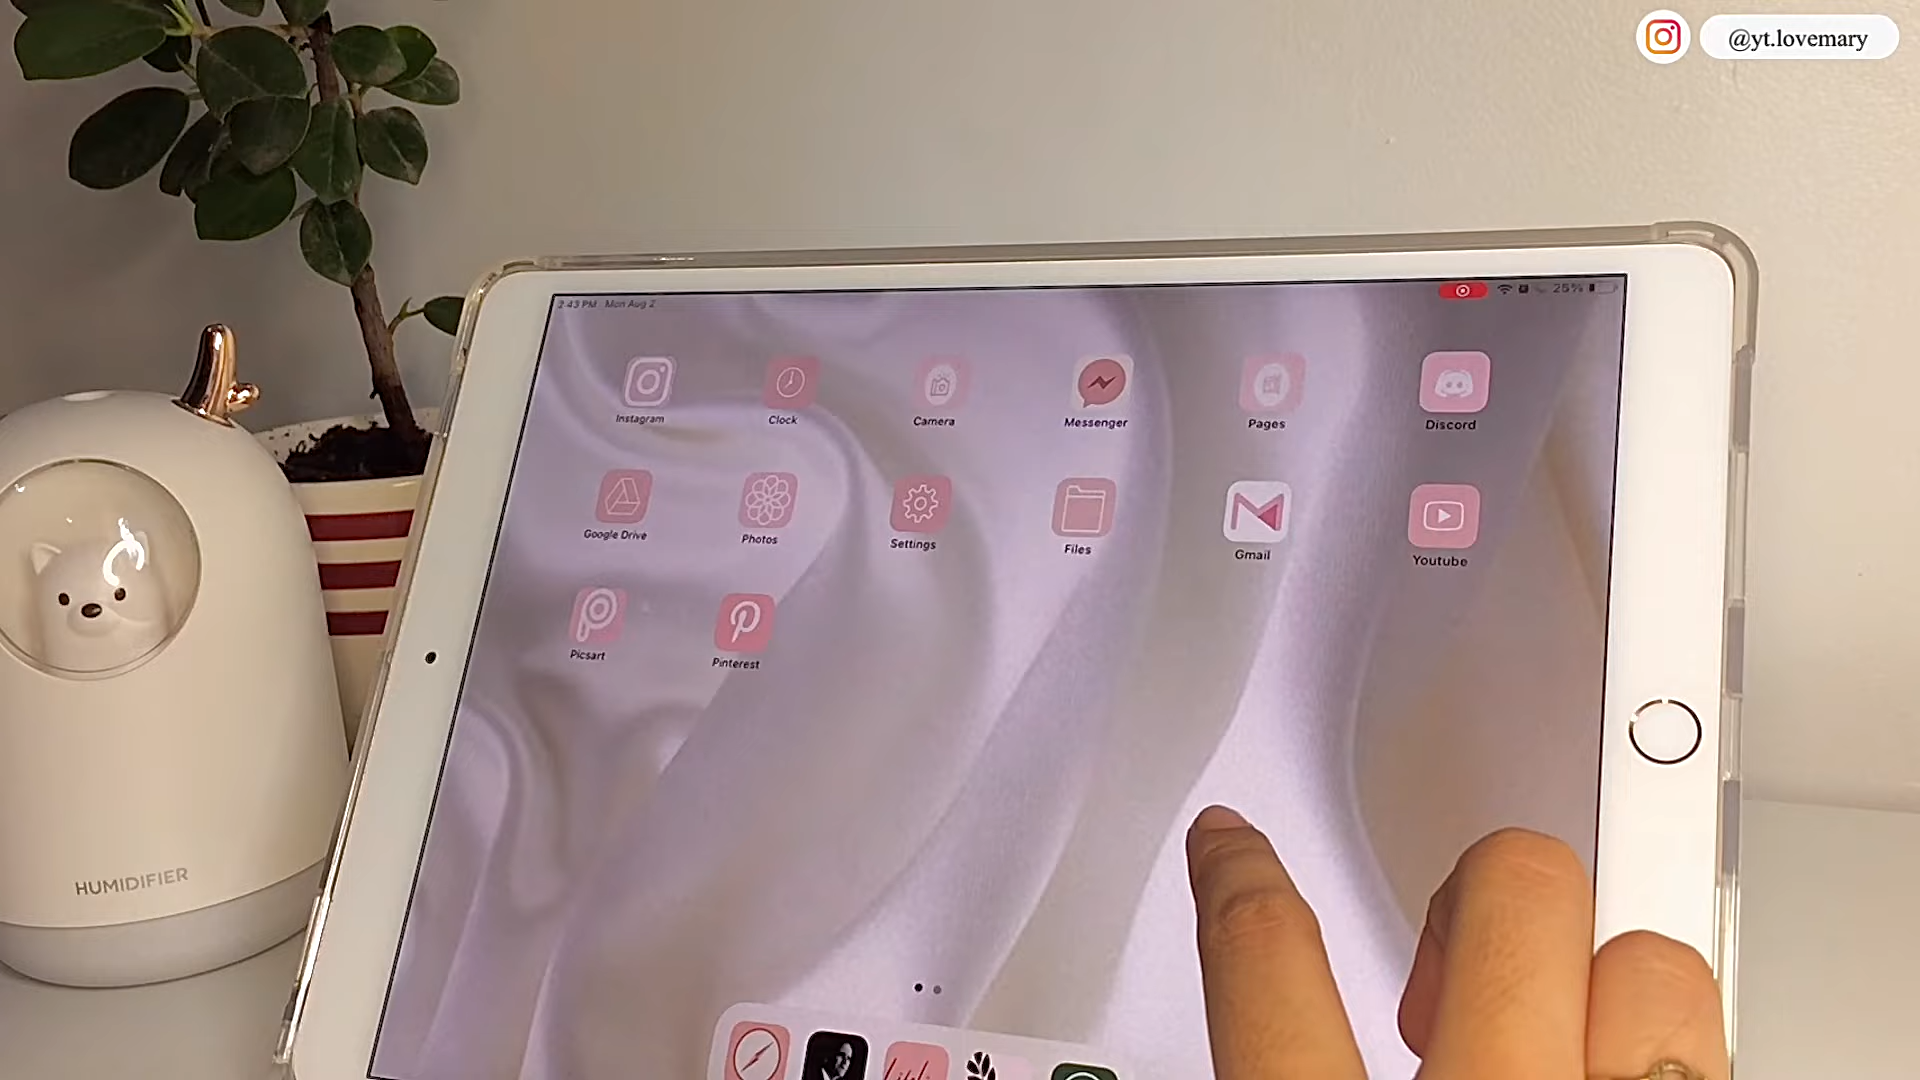 @yt.lovemary
2:43 PM Mon Aug 2
25%
Instagram
Clock
Camera
Messenger
Pages
Discord
Google Drive
Photos
Settings
Files
Gmail
Youtube
Picsart
Pinterest
HUMIDIFIER